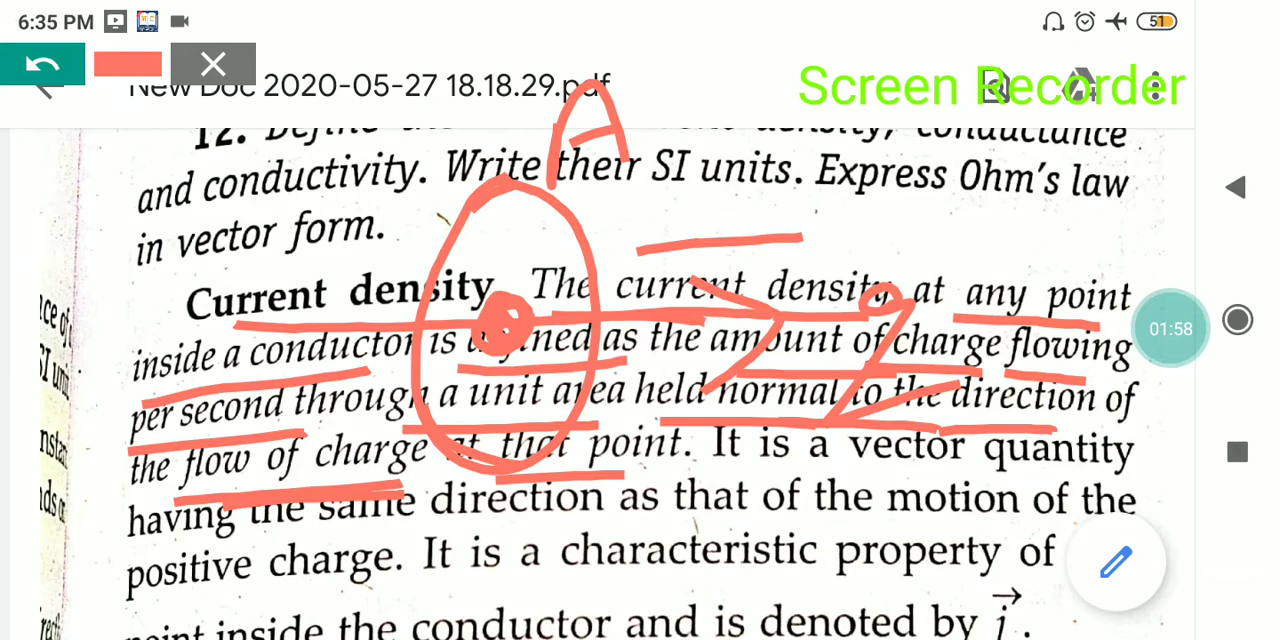 6:35 PM
51
New Doc 2020-05-27 18.18.29.pdf
Screen Recorder
A
12. Define density, conductance
and conductivity. Write their SI units. Express Ohm's law
in vector form.
Current density. The current density at any point
inside a conductor is defined as the amount of charge flowing
per second through a unit area held normal to the direction of
the flow of charge at that point. It is a vector quantity
having the same direction as that of the motion of the
positive charge. It is a characteristic property of
point inside the conductor and is denoted by j.
01:58